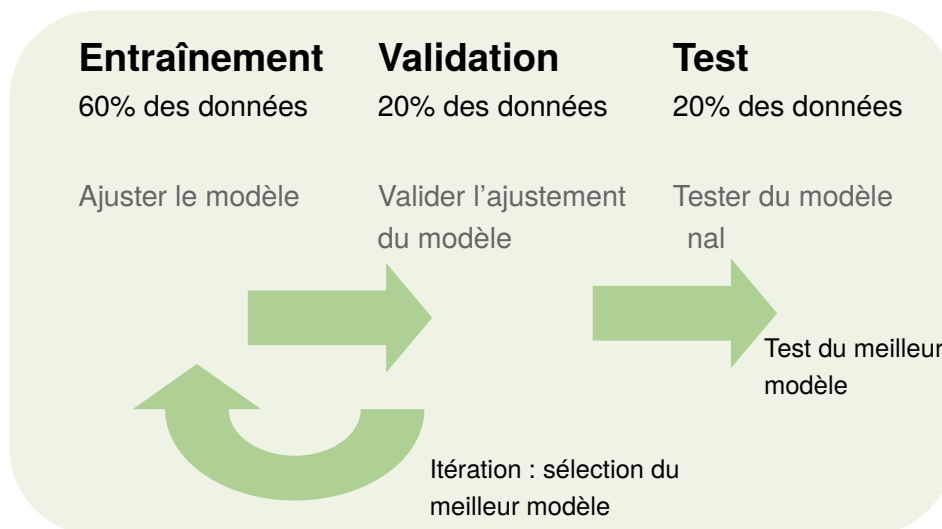 Entraînement
60% des données
Ajuster le modèle
Validation
20% des données
Valider l'ajustement
du modèle
Test
20% des données
Tester du modèle
nal
Test du meilleur
modèle
Itération : sélection du
meilleur modèle